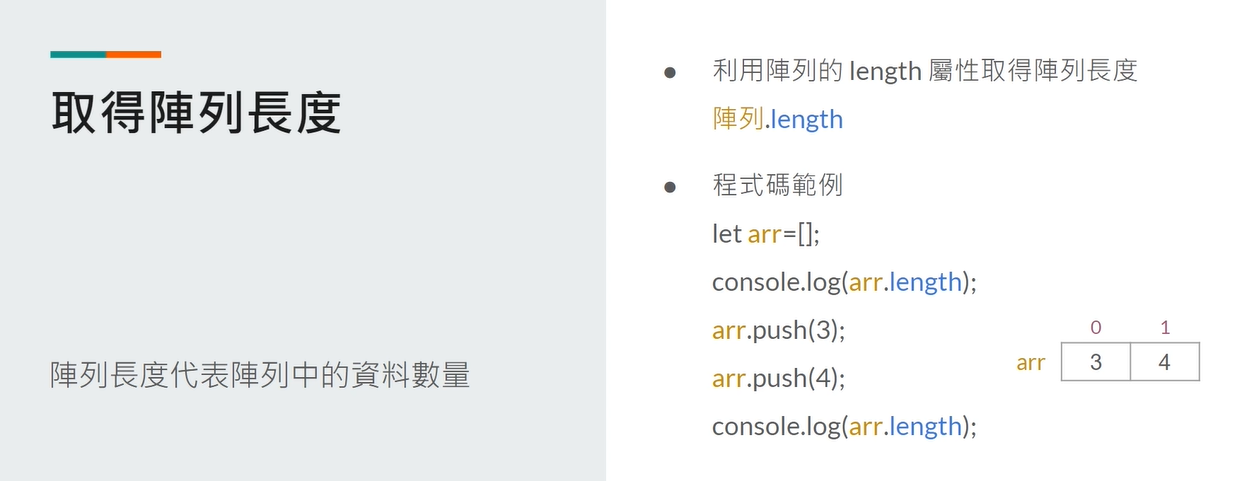 取得陣列長度
陣列長度代表陣列中的資料數量
● 利用陣列的 length 屬性取得陣列長度
陣列.length
● 程式碼範例
let arr=[];
console.log(arr.length);
arr.push(3);
arr.push(4);
console.log(arr.length);
0 1
arr 3 4